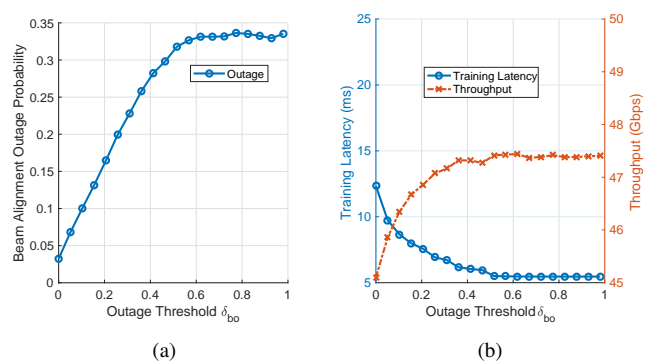 0.35
0.3
0.25
0.2
0.15
0.1
0.05
0
Beam Alignment Outage Probability
Outage
0 0.2 0.4 0.6 0.8 1
Outage Threshold δbo
(a)
25
20
15
10
5
Training Latency (ms)
Training Latency
Throughput
50
49
48
47
46
45
Throughput (Gbps)
0 0.2 0.4 0.6 0.8 1
Outage Thresholdδbo
(b)